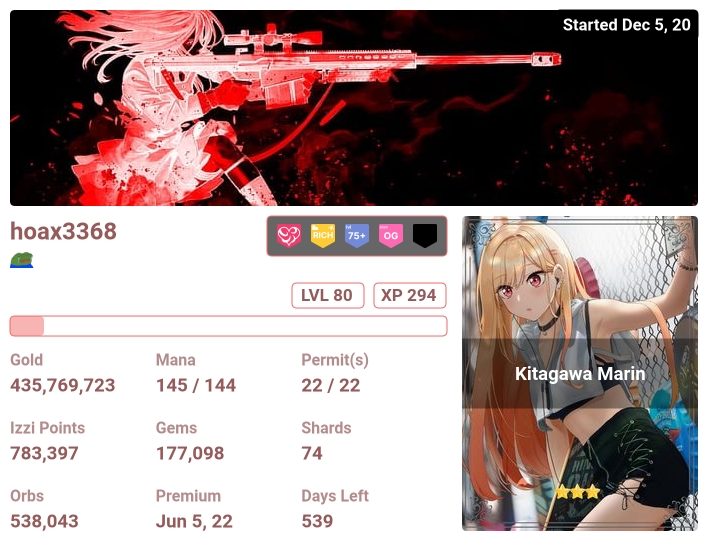 Started Dec 5, 20
hoax3368
RICH
75+
OG
LVL 80 XP 294
Gold Mana Permit(s)
435,769,723 145 / 144 22 / 22
Izzi Points Gems Shards
783,397 177,098 74
Orbs Premium Days Left
538,043 Jun 5, 22 539
Kitagawa Marin